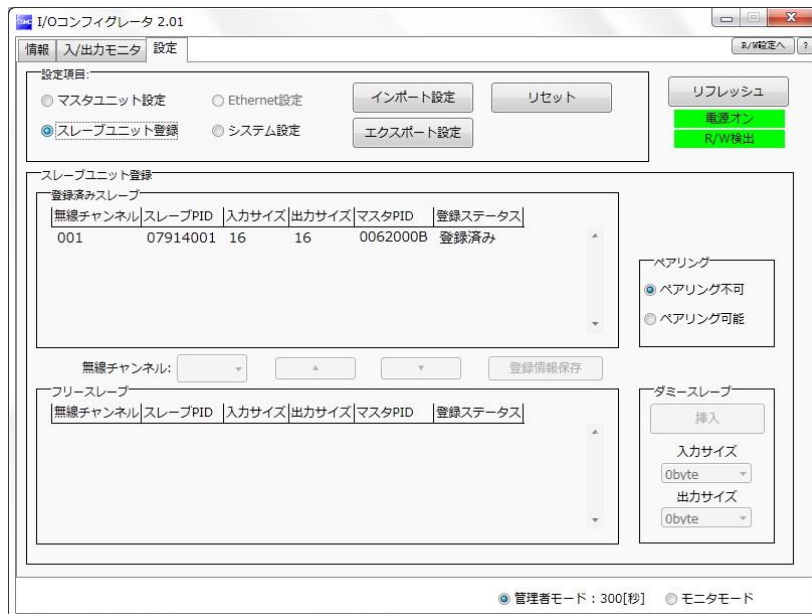 SMC I/Oコンフィグレータ 2.01
情報 入/出力モニタ 設定 R/W設定へ ?
設定項目:
マスタユニット設定 Ethernet設定 インポート設定 リセット リフレッシュ
スレーブユニット登録 システム設定 エクスポート設定 電源オン
R/W検出
スレーブユニット登録
登録済みスレーブ
無線チャンネル スレーブPID 入力サイズ 出力サイズ マスタPID 登録ステータス
001 07914001 16 16 0062000B 登録済み
ペアリング
ペアリング不可
ペアリング可能
無線チャンネル: 登録情報保存
フリースレーブ
無線チャンネル スレーブPID 入力サイズ 出力サイズ マスタPID 登録ステータス
ダミースレーブ
挿入
入力サイズ
0byte
出力サイズ
0byte
管理者モード : 300[秒] モニタモード